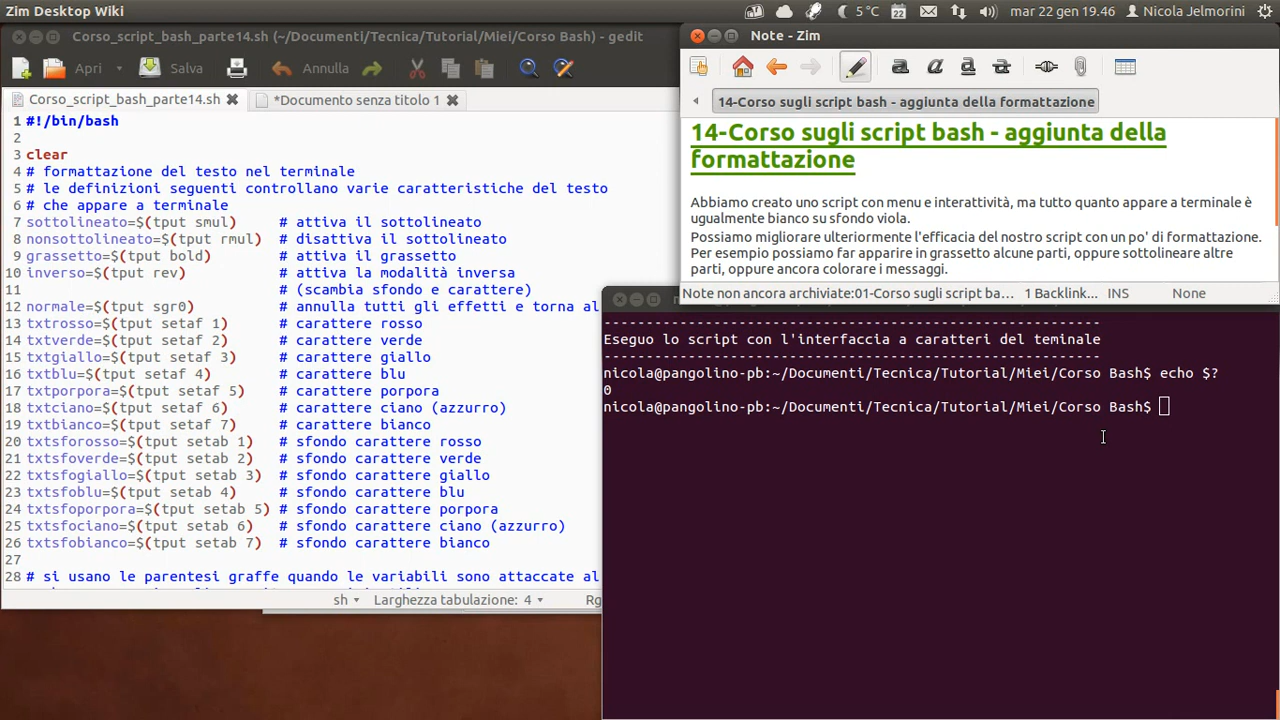 Zim Desktop Wiki
5 °C
22
mar 22 gen 19.46
Nicola Jelmorini
Corso_script_bash_parte14.sh (~/Documenti/Tecnica/Tutorial/Miei/Corso Bash) - gedit
Apri
Salva
Annulla
Corso_script_bash_parte14.sh
*Documento senza titolo 1
1 #!/bin/bash
2
3 clear
4 # formattazione del testo nel terminale
5 # le definizioni seguenti controllano varie caratteristiche del testo
6 # che appare a terminale
7 sottolineato=$(tput smul)     # attiva il sottolineato
8 nonsottolineato=$(tput rmul)  # disattiva il sottolineato
9 grassetto=$(tput bold)        # attiva il grassetto
10 inverso=$(tput rev)           # attiva la modalità inversa
11                               # (scambia sfondo e carattere)
12 normale=$(tput sgr0)          # annulla tutti gli effetti e torna al
13 txtrosso=$(tput setaf 1)      # carattere rosso
14 txtverde=$(tput setaf 2)      # carattere verde
15 txtgiallo=$(tput setaf 3)     # carattere giallo
16 txtblu=$(tput setaf 4)        # carattere blu
17 txtporpora=$(tput setaf 5)    # carattere porpora
18 txtciano=$(tput setaf 6)      # carattere ciano (azzurro)
19 txtbianco=$(tput setaf 7)     # carattere bianco
20 txtsforosso=$(tput setab 1)   # sfondo carattere rosso
21 txtsfoverde=$(tput setab 2)   # sfondo carattere verde
22 txtsfogiallo=$(tput setab 3)  # sfondo carattere giallo
23 txtsfoblu=$(tput setab 4)     # sfondo carattere blu
24 txtsfoporpora=$(tput setab 5) # sfondo carattere porpora
25 txtsfociano=$(tput setab 6)   # sfondo carattere ciano (azzurro)
26 txtsfobianco=$(tput setab 7)  # sfondo carattere bianco
27
28 # si usano le parentesi graffe quando le variabili sono attaccate al
sh
Larghezza tabulazione: 4
Rg
Note - Zim
14-Corso sugli script bash - aggiunta della formattazione
14-Corso sugli script bash - aggiunta della
formattazione
Abbiamo creato uno script con menu e interattività, ma tutto quanto appare a terminale è
ugualmente bianco su sfondo viola.
Possiamo migliorare ulteriormente l'efficacia del nostro script con un po' di formattazione.
Per esempio possiamo far apparire in grassetto alcune parti, oppure sottolineare altre
parti, oppure ancora colorare i messaggi.
Note non ancora archiviate:01-Corso sugli script ba...
1 Backlink...
INS
None
-----------------------------------------------------------
Eseguo lo script con l'interfaccia a caratteri del teminale
-----------------------------------------------------------
nicola@pangolino-pb:~/Documenti/Tecnica/Tutorial/Miei/Corso Bash$ echo $?
0
nicola@pangolino-pb:~/Documenti/Tecnica/Tutorial/Miei/Corso Bash$